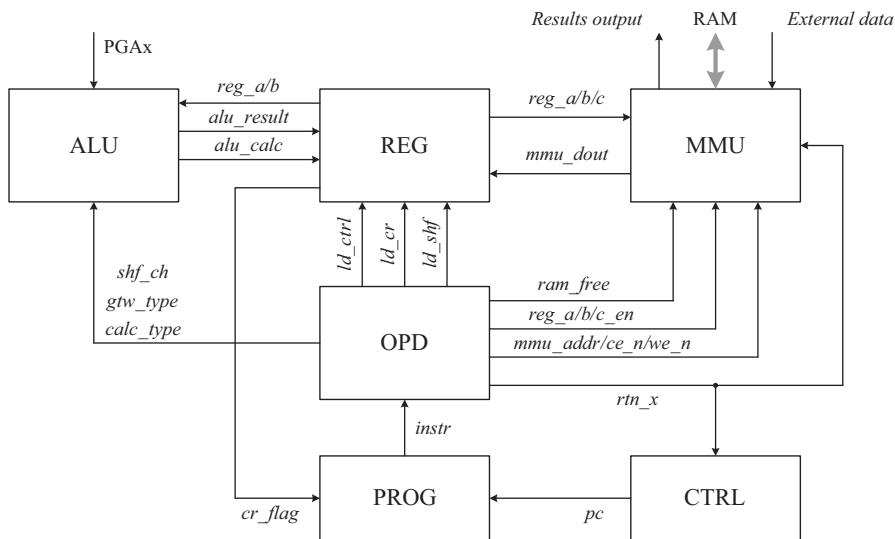 Results output
RAM
External data
PGAx
reg_a/b
reg_a/b/c
alu_result
ALU
REG
MMU
alu_calc
mmu_dout
ld_ctrl
ld_cr
ld_shf
shf_ch
gtw_type
calc_type
ram_free
reg_a/b/c_en
OPD
mmu_addr/ce_n/we_n
rtn_x
instr
PROG
CTRL
cr_flag
pc